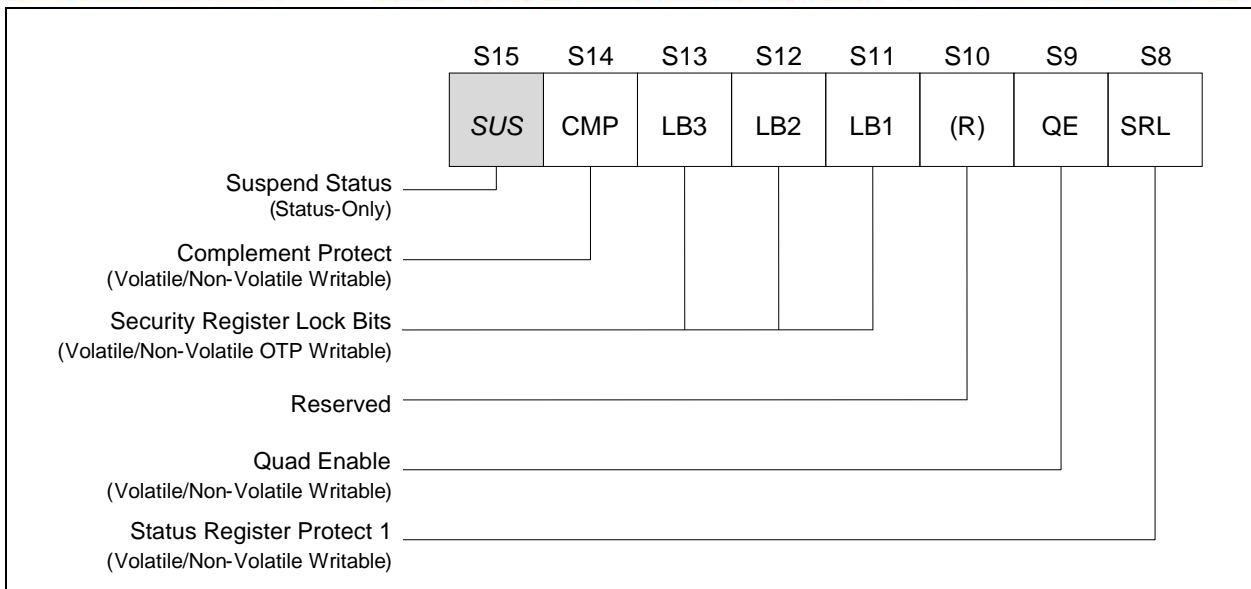 S15 S14 S13 S12 S11 S10 S9 S8
SUS CMP LB3 LB2 LB1 (R) QE SRL
Suspend Status
(Status-Only)
Complement Protect
(Volatile/Non-Volatile Writable)
Security Register Lock Bits
(Volatile/Non-Volatile OTP Writable)
Reserved
Quad Enable
(Volatile/Non-Volatile Writable)
Status Register Protect 1
(Volatile/Non-Volatile Writable)